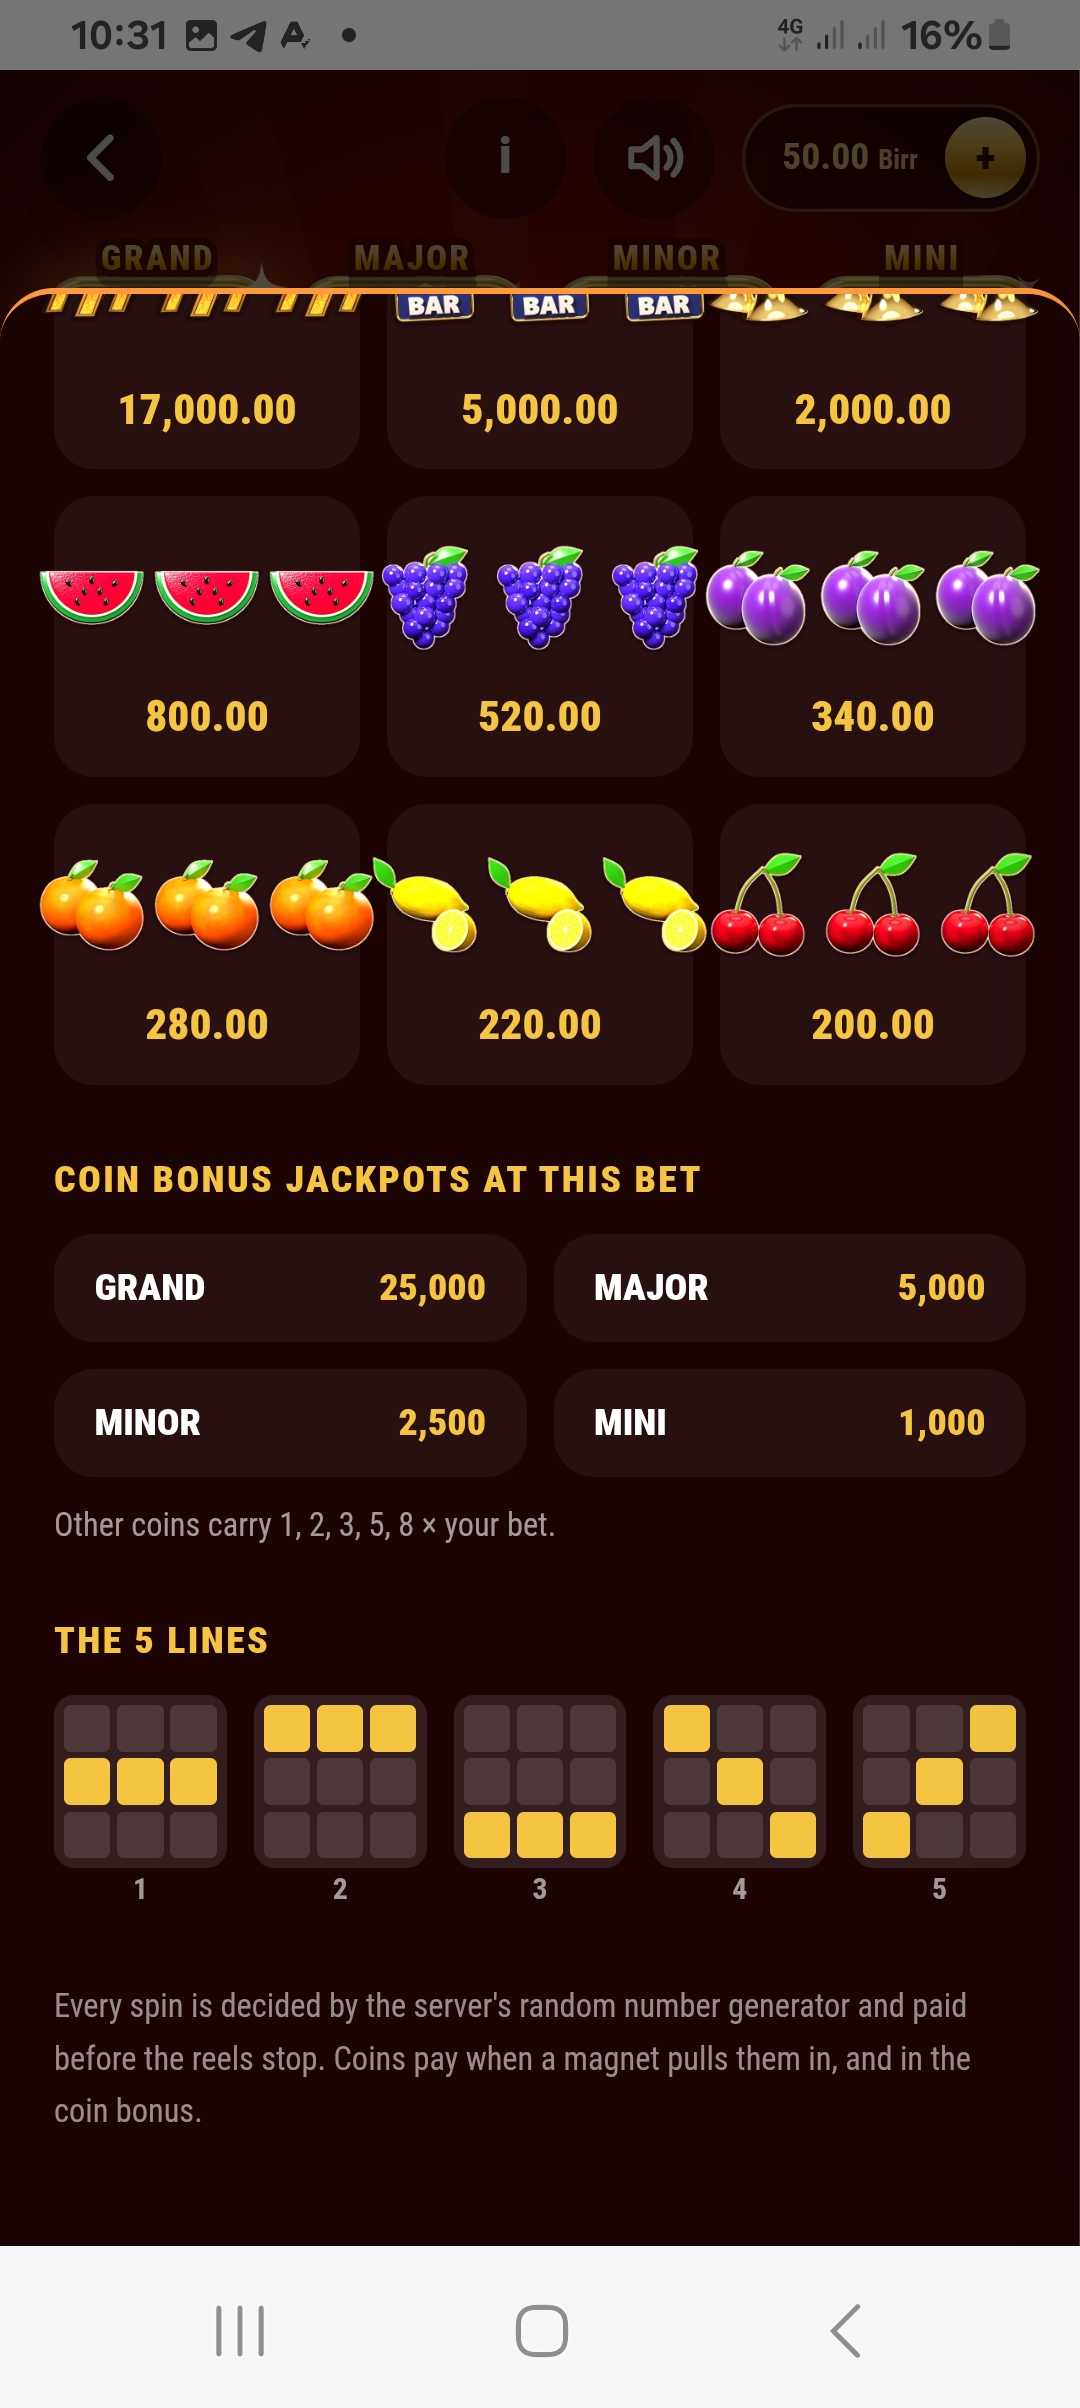 10:31 4G 16%
i 50.00 Birr +
GRAND MAJOR MINOR MINI
BAR BAR BAR
17,000.00 5,000.00 2,000.00
800.00 520.00 340.00
280.00 220.00 200.00
COIN BONUS JACKPOTS AT THIS BET
GRAND 25,000 MAJOR 5,000
MINOR 2,500 MINI 1,000
Other coins carry 1, 2, 3, 5, 8 × your bet.
THE 5 LINES
1 2 3 4 5
Every spin is decided by the server's random number generator and paid
before the reels stop. Coins pay when a magnet pulls them in, and in the
coin bonus.